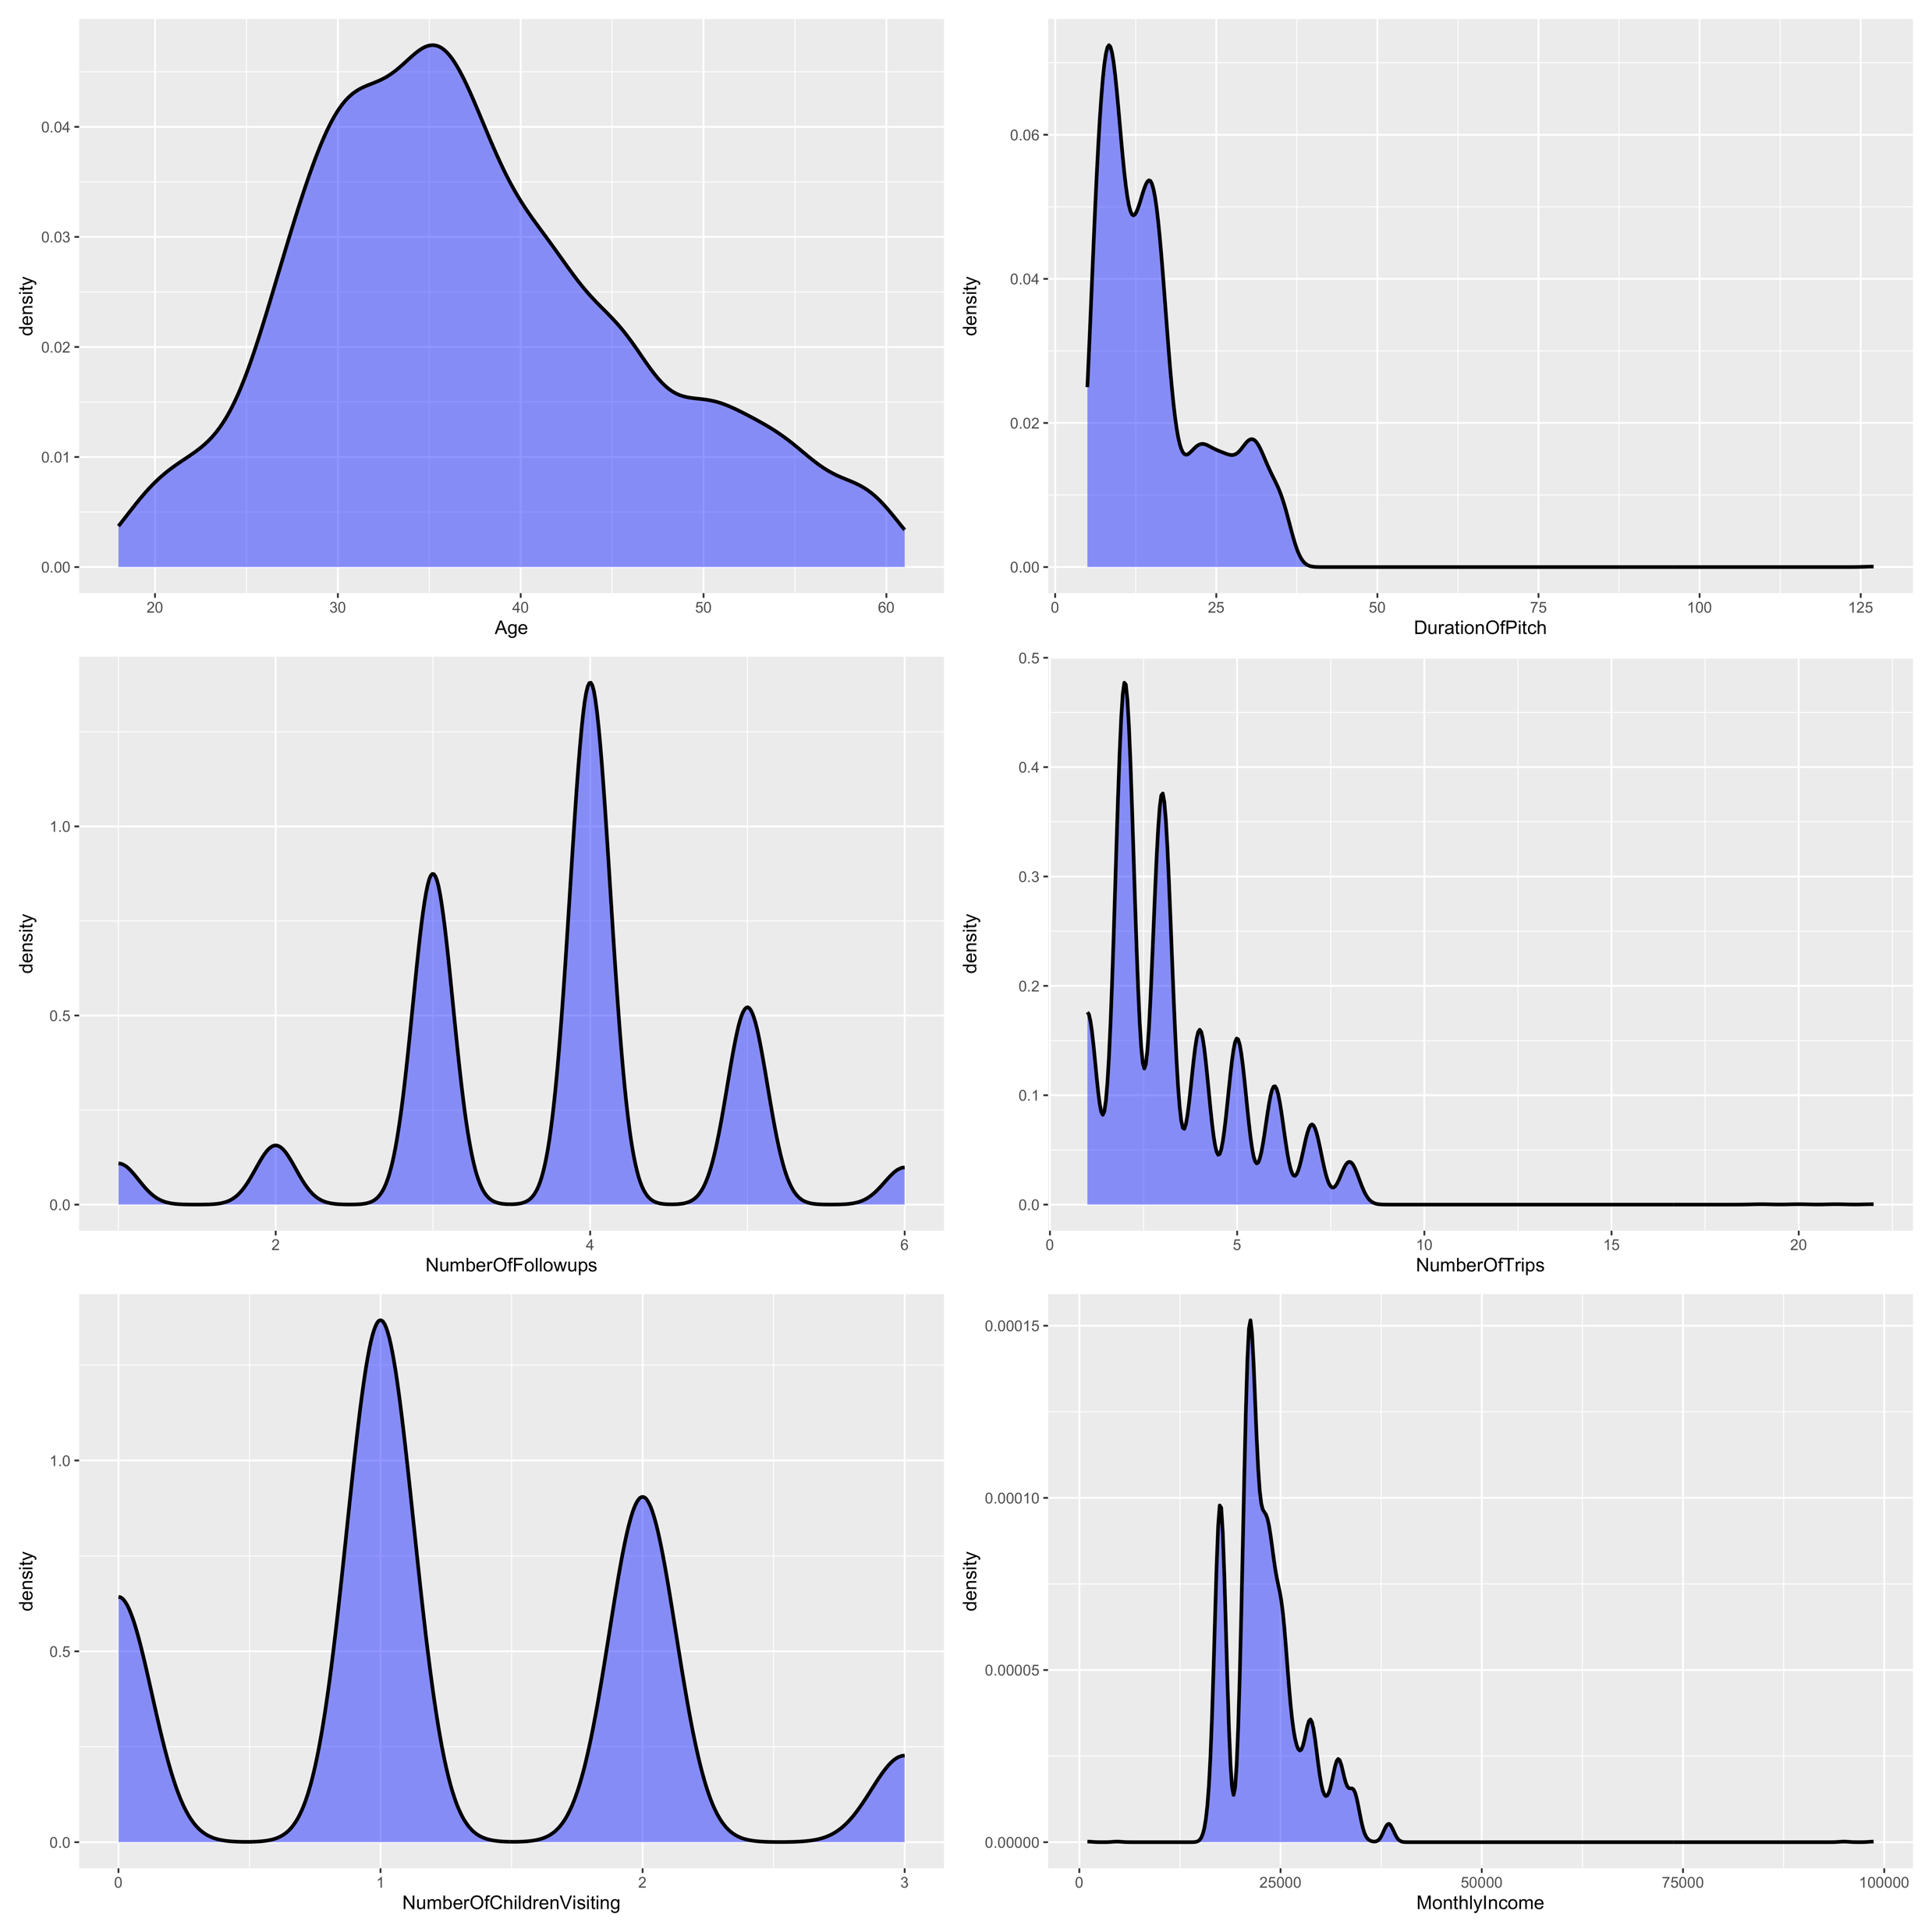 density
0.04
0.03
0.02
0.01
0.00
20 30 40 50 60
Age
density
0.06
0.04
0.02
0.00
0 25 50 75 100 125
DurationOfPitch
density
1.0
0.5
0.0
2 4 6
NumberOfFollowups
density
0.5
0.4
0.3
0.2
0.1
0.0
0 5 10 15 20
NumberOfTrips
density
1.0
0.5
0.0
0 1 2 3
NumberOfChildrenVisiting
density
0.00015
0.00010
0.00005
0.00000
0 25000 50000 75000 100000
MonthlyIncome